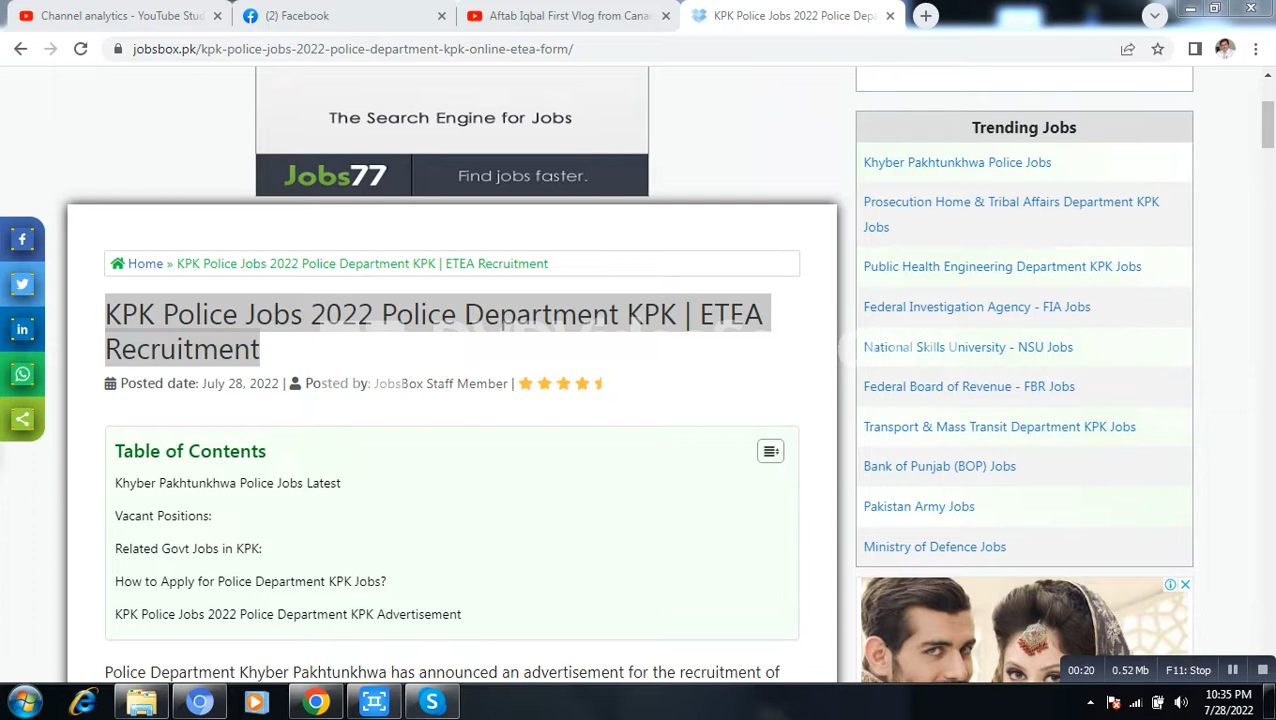 Channel analytics - YouTube Stud
(2) Facebook
Aftab Iqbal First Vlog from Cana
KPK Police Jobs 2022 Police Depa
jobsbox.pk/kpk-police-jobs-2022-police-department-kpk-online-etea-form/
The Search Engine for Jobs
Jobs77 Find jobs faster.
Home » KPK Police Jobs 2022 Police Department KPK | ETEA Recruitment
KPK Police Jobs 2022 Police Department KPK | ETEA
Recruitment
Posted date: July 28, 2022 | Posted by: JobsBox Staff Member |
Table of Contents
Khyber Pakhtunkhwa Police Jobs Latest
Vacant Positions:
Related Govt Jobs in KPK:
How to Apply for Police Department KPK Jobs?
KPK Police Jobs 2022 Police Department KPK Advertisement
Police Department Khyber Pakhtunkhwa has announced an advertisement for the recruitment of
Trending Jobs
Khyber Pakhtunkhwa Police Jobs
Prosecution Home & Tribal Affairs Department KPK
Jobs
Public Health Engineering Department KPK Jobs
Federal Investigation Agency - FIA Jobs
National Skills University - NSU Jobs
Federal Board of Revenue - FBR Jobs
Transport & Mass Transit Department KPK Jobs
Bank of Punjab (BOP) Jobs
Pakistan Army Jobs
Ministry of Defence Jobs
00:20 0.52 Mb F11: Stop
10:35 PM
7/28/2022